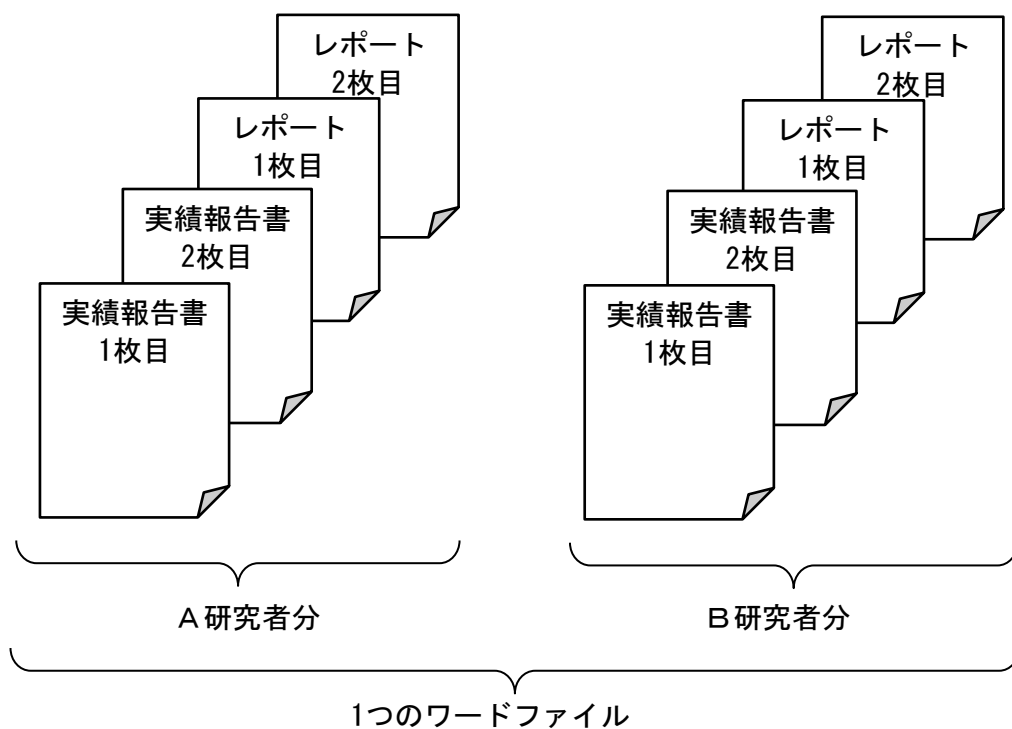 レポート
2枚目
レポート
1枚目
実績報告書
2枚目
実績報告書
1枚目
レポート
2枚目
レポート
1枚目
実績報告書
2枚目
実績報告書
1枚目
A研究者分
B研究者分
1つのワードファイル